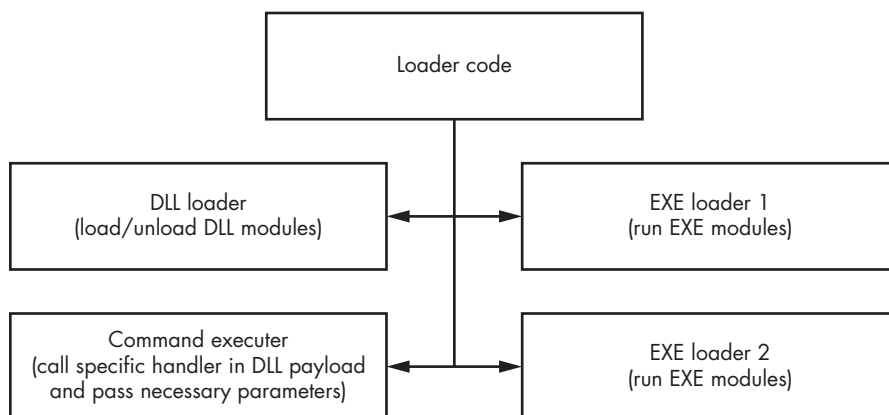 Loader code
DLL loader
(load/unload DLL modules)
EXE loader 1
(run EXE modules)
Command executer
(call specific handler in DLL payload
and pass necessary parameters)
EXE loader 2
(run EXE modules)